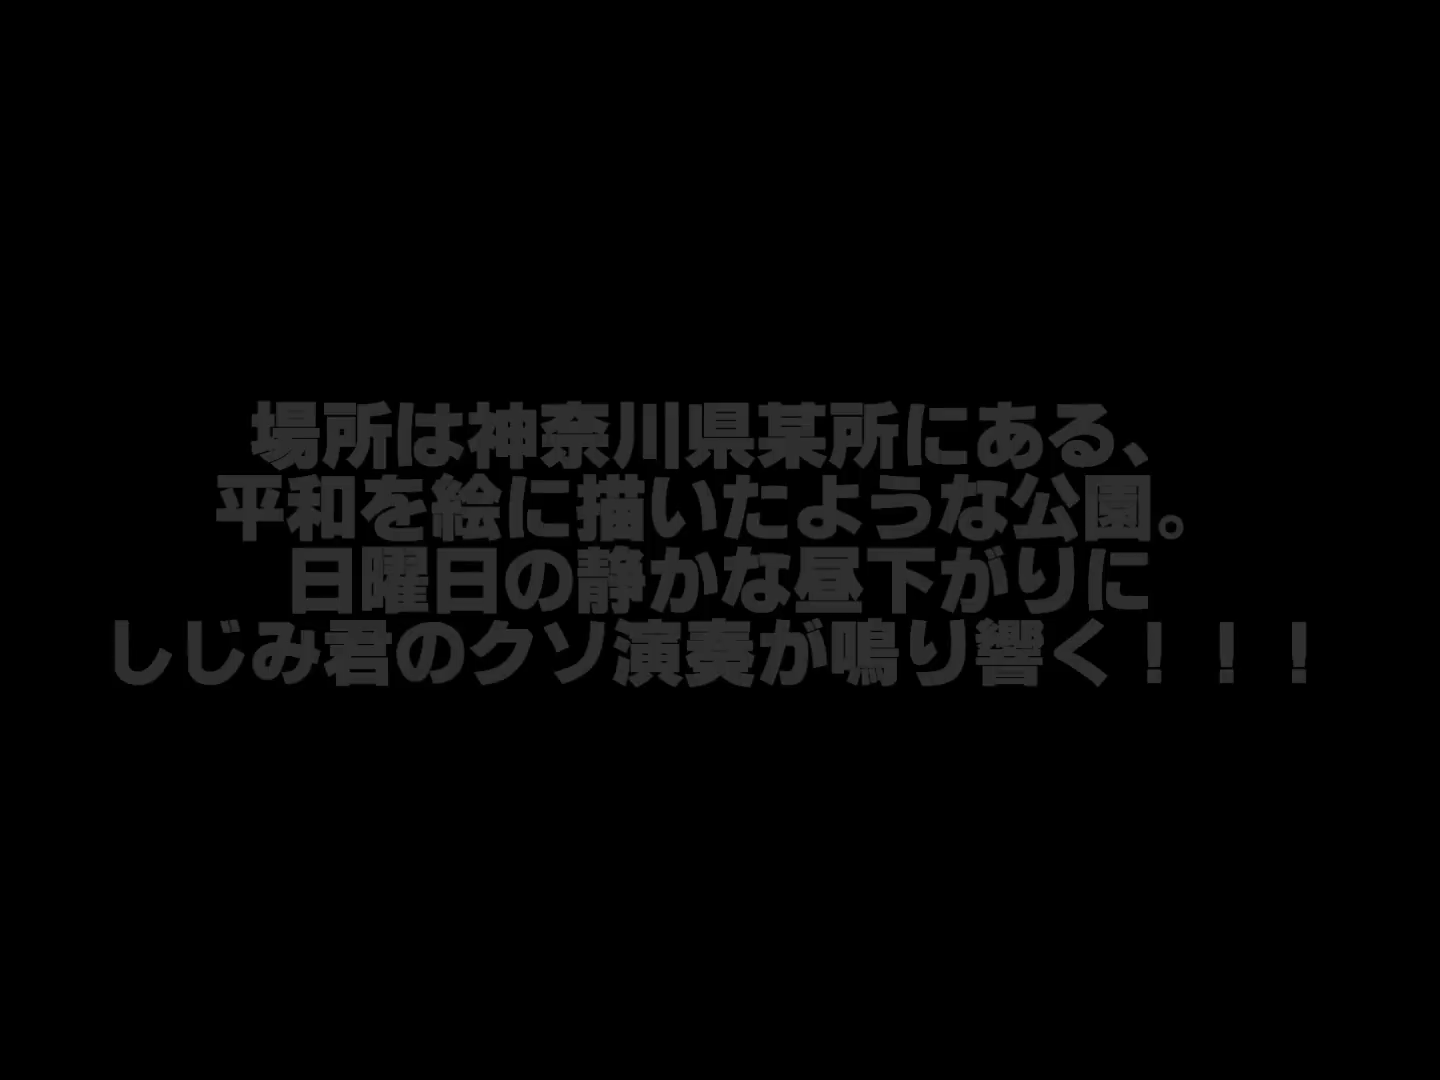 場所は神奈川県某所にある、
平和を絵に描いたような公園。
日曜日の静かな昼下がりに
しじみ君のクソ演奏が鳴り響く！！！